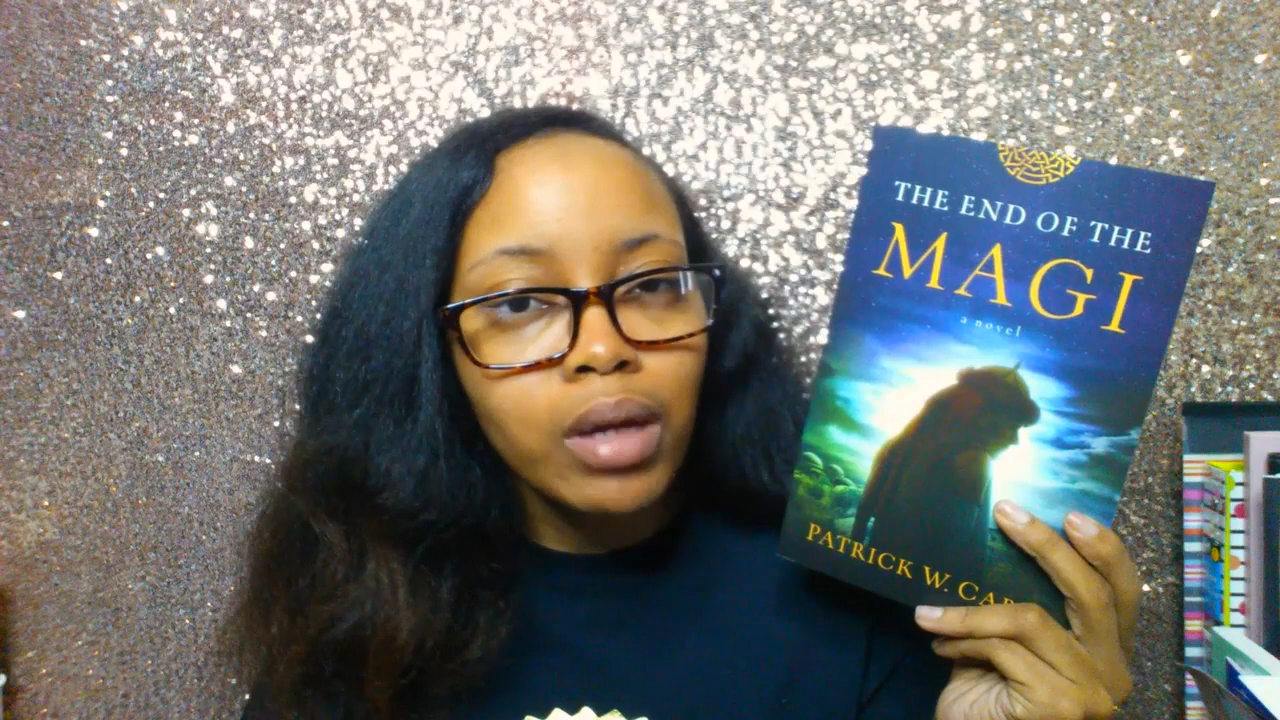 THE END OF THE
MAGI
a novel
PATRICK W.